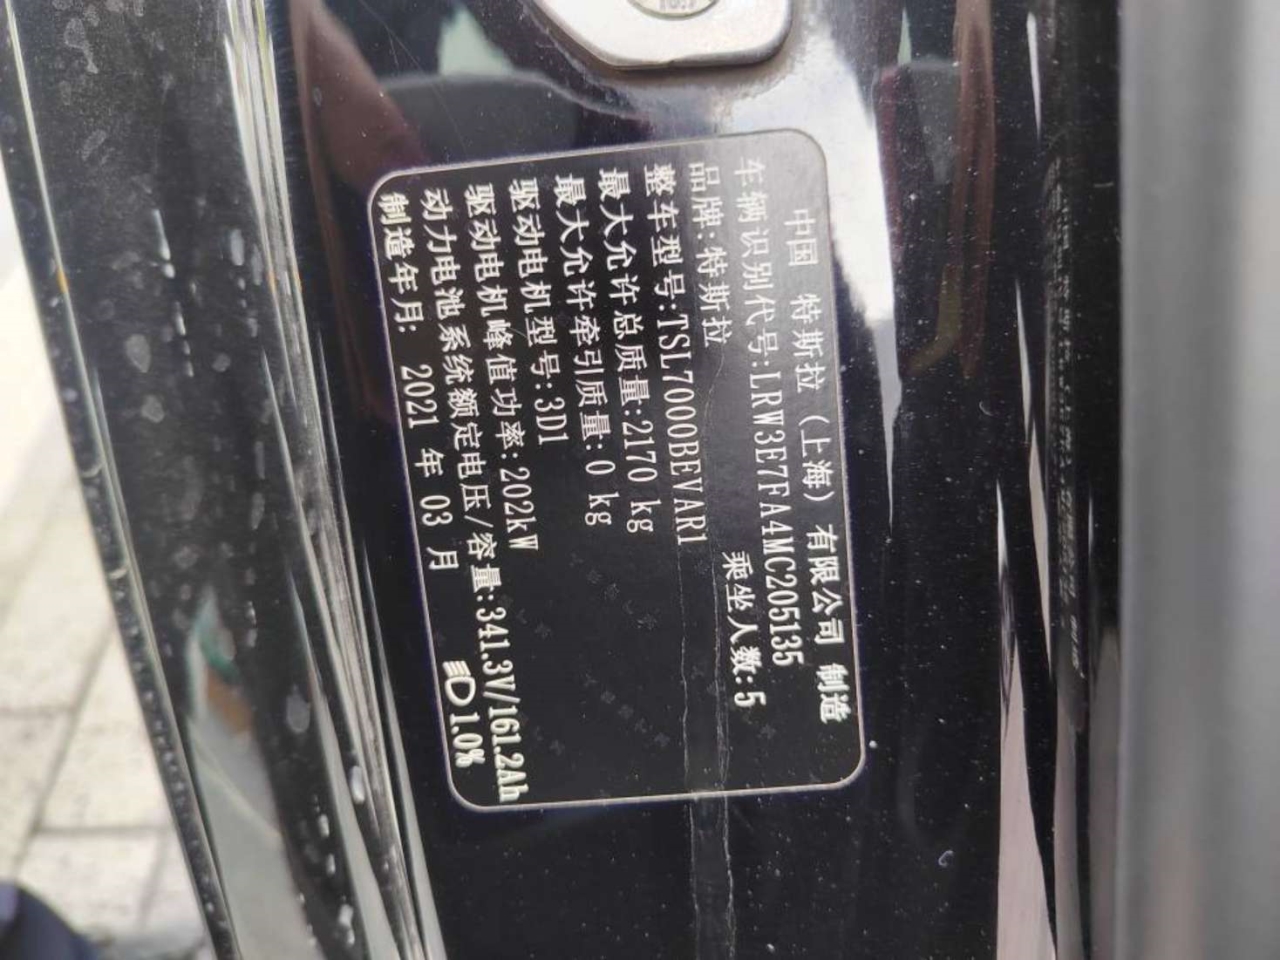 中国 特斯拉（上海）有限公司 制造
车辆识别代号:LRW3E7FA4MC205135
品牌:特斯拉 乘坐人数:5
整车型号:TSL7000BEVAR1
最大允许总质量:2170 kg
最大允许牵引质量: 0 kg
驱动电机型号:3D1
驱动电机峰值功率:202kW
动力电池系统额定电压/容量:341.3V/161.2Ah
制造年月: 2021 年 03 月 1.0%